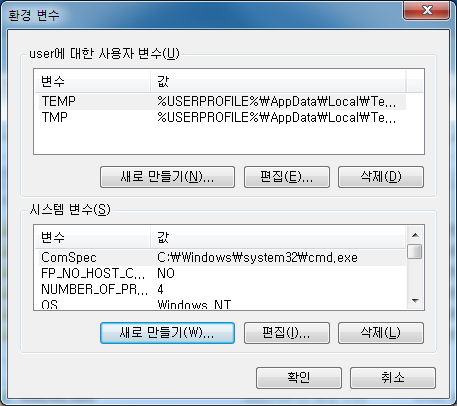 환경 변수
user에 대한 사용자 변수(U)
변수 값
TEMP %USERPROFILE%₩AppData₩Local₩Te...
TMP %USERPROFILE%₩AppData₩Local₩Te...
새로 만들기(N)... 편집(E)... 삭제(D)
시스템 변수(S)
변수 값
ComSpec C:₩Windows₩system32₩cmd.exe
FP_NO_HOST_C... NO
NUMBER_OF_PR... 4
OS Windows_NT
새로 만들기(W)... 편집(I)... 삭제(L)
확인 취소